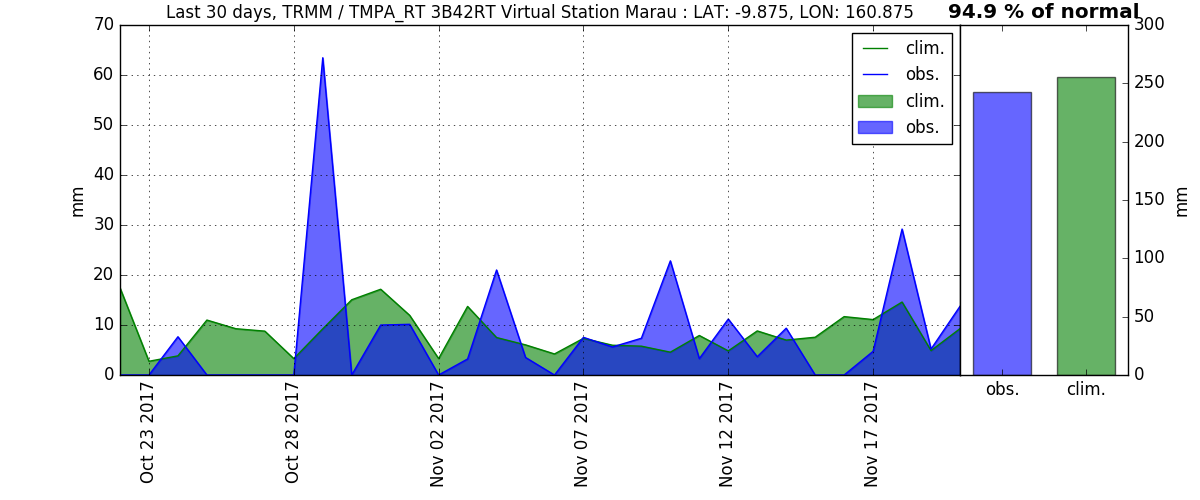 Last 30 days, TRMM / TMPA_RT 3B42RT Virtual Station Marau : LAT: -9.875, LON: 160.875
94.9 % of normal
70
60
50
40
30
20
10
0
mm
clim.
obs.
clim.
obs.
300
250
200
150
100
50
0
mm
Oct 23 2017
Oct 28 2017
Nov 02 2017
Nov 07 2017
Nov 12 2017
Nov 17 2017
obs.
clim.